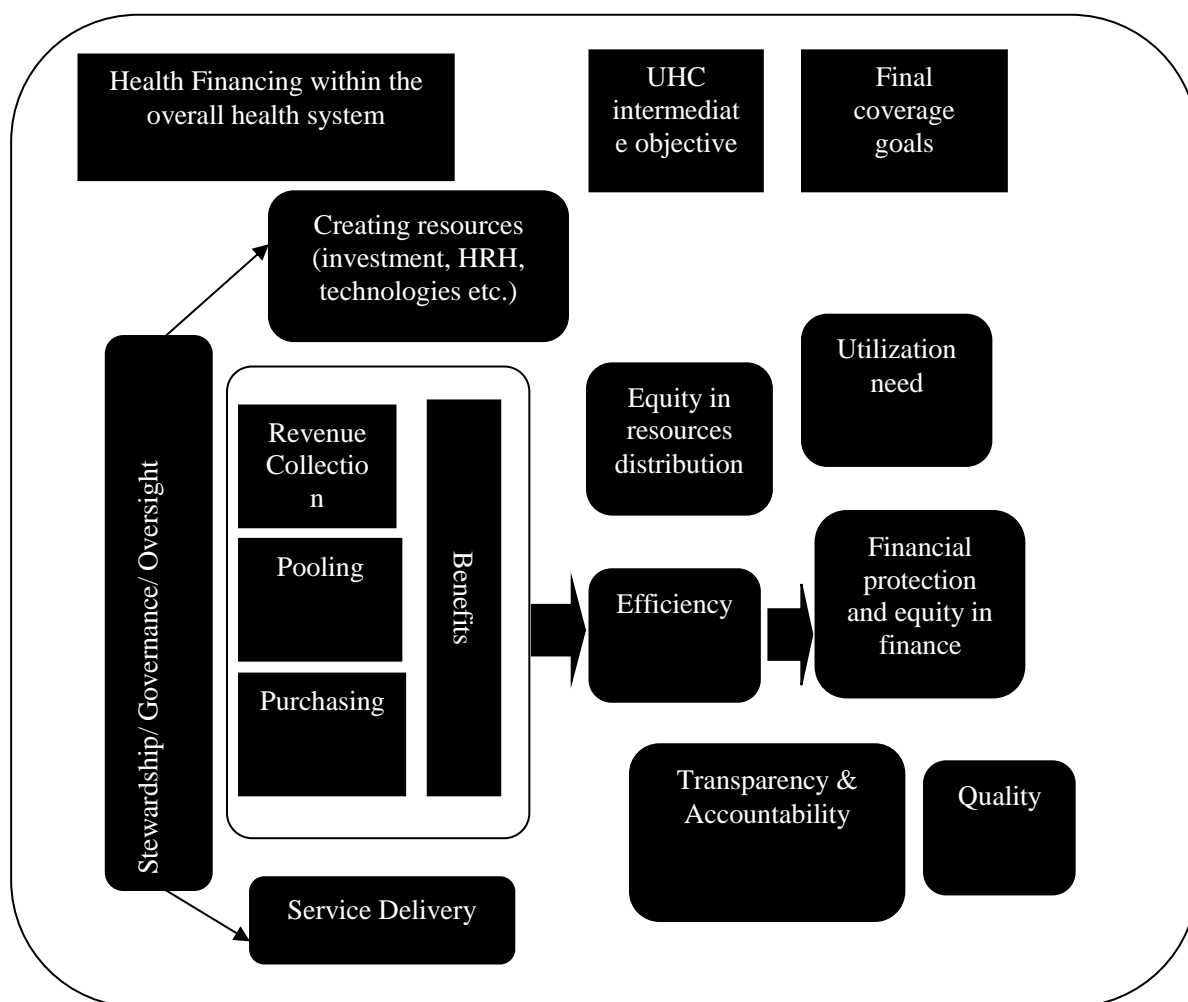 Health Financing within the
overall health system
UHC
intermediat
e objective
Final
coverage
goals
Creating resources
(investment, HRH,
technologies etc.)
Stewardship/ Governance/ Oversight
Revenue
Collectio
n
Pooling
Purchasing
Benefits
Equity in
resources
distribution
Utilization
need
Efficiency
Financial
protection
and equity in
finance
Transparency &
Accountability
Quality
Service Delivery